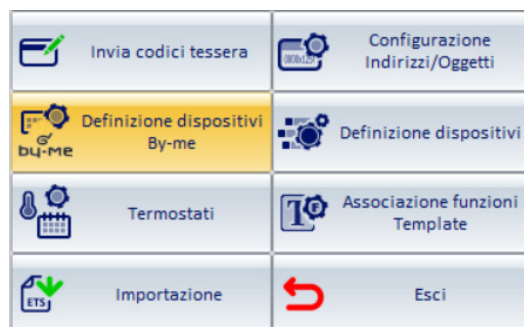 Invia codici tessera
Configurazione
Indirizzi/Oggetti
Definizione dispositivi
By-me
by-me
Definizione dispositivi
Termostati
Associazione funzioni
Template
T F
ETS
Importazione
Esci